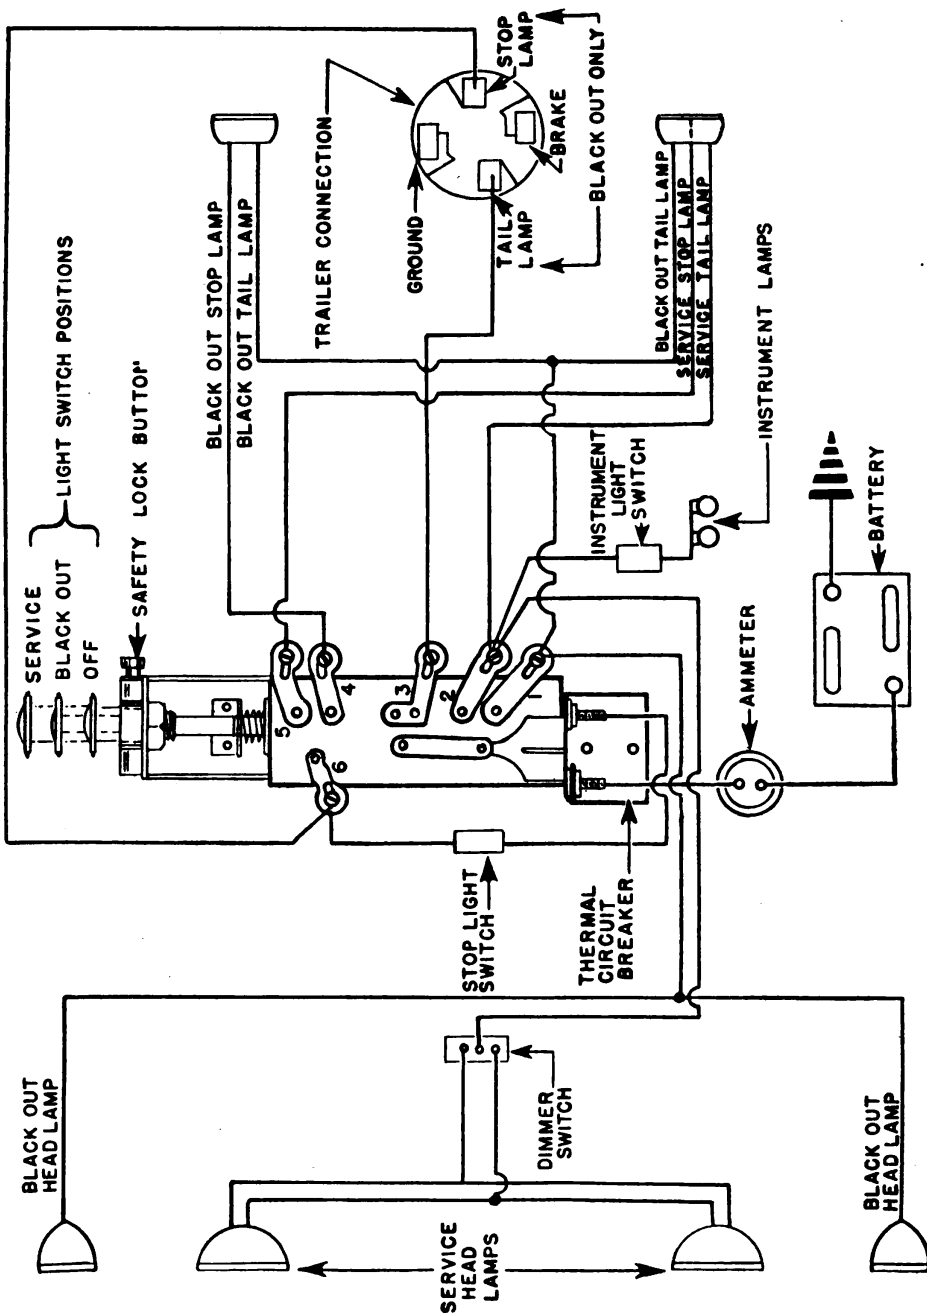 SERVICE
BLACK OUT
OFF
LIGHT SWITCH POSITIONS
SAFETY LOCK BUTTON
BLACK OUT STOP LAMP
BLACK OUT TAIL LAMP
TRAILER CONNECTION
GROUND
STOP
LAMP
TAIL
LAMP
BRAKE
BLACK OUT ONLY
5
2
4
3
2
1
6
BLACK OUT TAIL LAMP
SERVICE STOP LAMP
SERVICE TAIL LAMP
INSTRUMENT
LIGHT
SWITCH
INSTRUMENT LAMPS
BATTERY
AMMETER
STOP LIGHT
SWITCH
THERMAL
CIRCUIT
BREAKER
DIMMER
SWITCH
BLACK OUT
HEAD LAMP
SERVICE
HEAD
LAMPS
BLACK OUT
HEAD LAMP